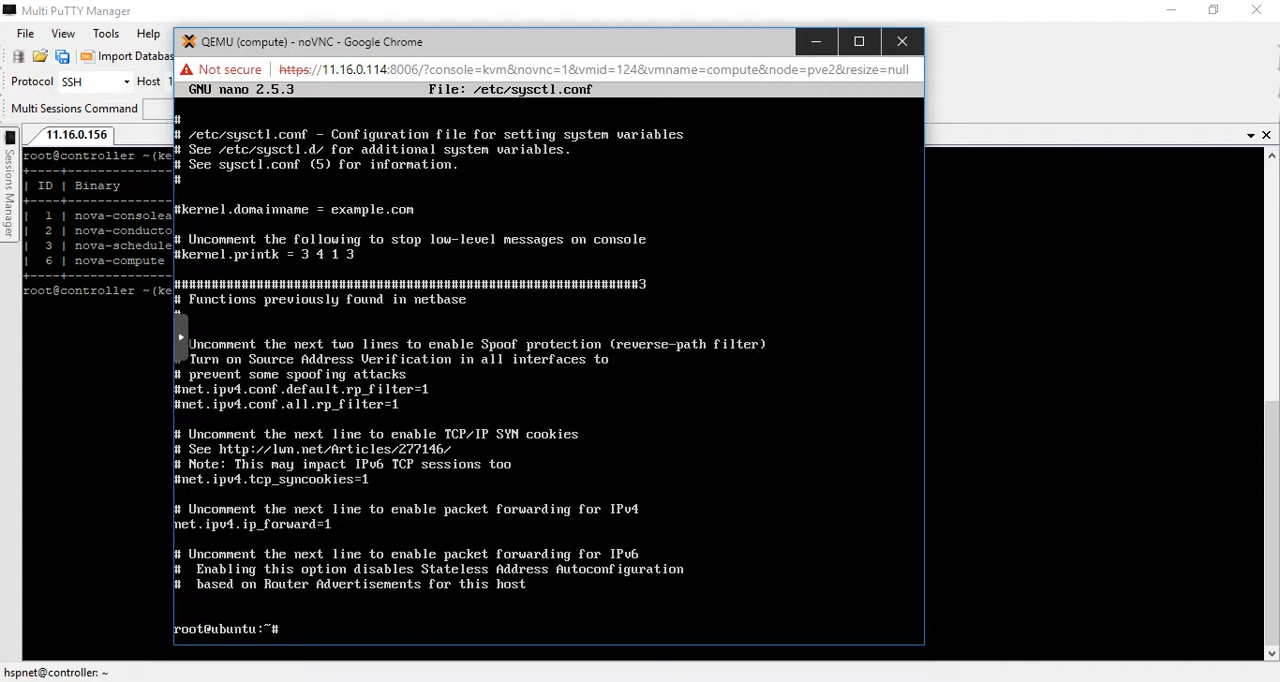 Multi PuTTY Manager
File View Tools Help
Import Databas
Protocol SSH Host 1
Multi Sessions Command
11.16.0.156
Sessions Manager
root@controller ~(ke
+----+---------------
| ID | Binary
+----+---------------
| 1 | nova-consolea
| 2 | nova-conducto
| 3 | nova-schedule
| 6 | nova-compute
+----+---------------
root@controller ~(ke
QEMU (compute) - noVNC - Google Chrome
Not secure https://11.16.0.114:8006/?console=kvm&novnc=1&vmid=124&vmname=compute&node=pve2&resize=null
GNU nano 2.5.3 File: /etc/sysctl.conf
#
# /etc/sysctl.conf - Configuration file for setting system variables
# See /etc/sysctl.d/ for additional system variables.
# See sysctl.conf (5) for information.
#
#kernel.domainname = example.com
# Uncomment the following to stop low-level messages on console
#kernel.printk = 3 4 1 3
##############################################################3
# Functions previously found in netbase
#
Uncomment the next two lines to enable Spoof protection (reverse-path filter)
Turn on Source Address Verification in all interfaces to
# prevent some spoofing attacks
#net.ipv4.conf.default.rp_filter=1
#net.ipv4.conf.all.rp_filter=1
# Uncomment the next line to enable TCP/IP SYN cookies
# See http://lwn.net/Articles/277146/
# Note: This may impact IPv6 TCP sessions too
#net.ipv4.tcp_syncookies=1
# Uncomment the next line to enable packet forwarding for IPv4
net.ipv4.ip_forward=1
# Uncomment the next line to enable packet forwarding for IPv6
# Enabling this option disables Stateless Address Autoconfiguration
# based on Router Advertisements for this host
root@ubuntu:~#
hspnet@controller: ~